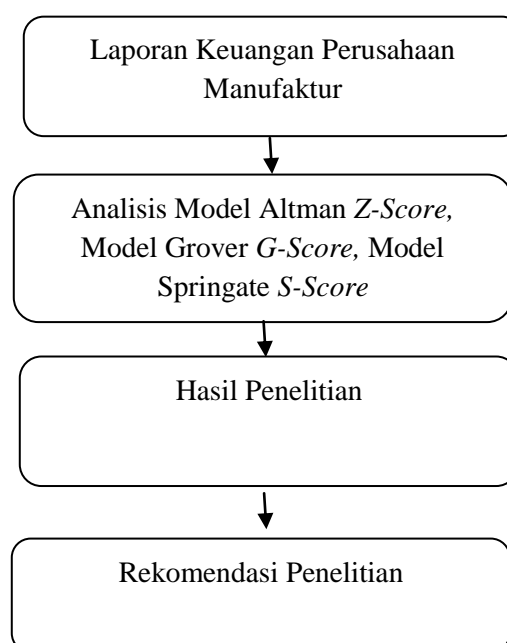 Laporan Keuangan Perusahaan
Manufaktur
Analisis Model Altman Z-Score,
Model Grover G-Score, Model
Springate S-Score
Hasil Penelitian
Rekomendasi Penelitian